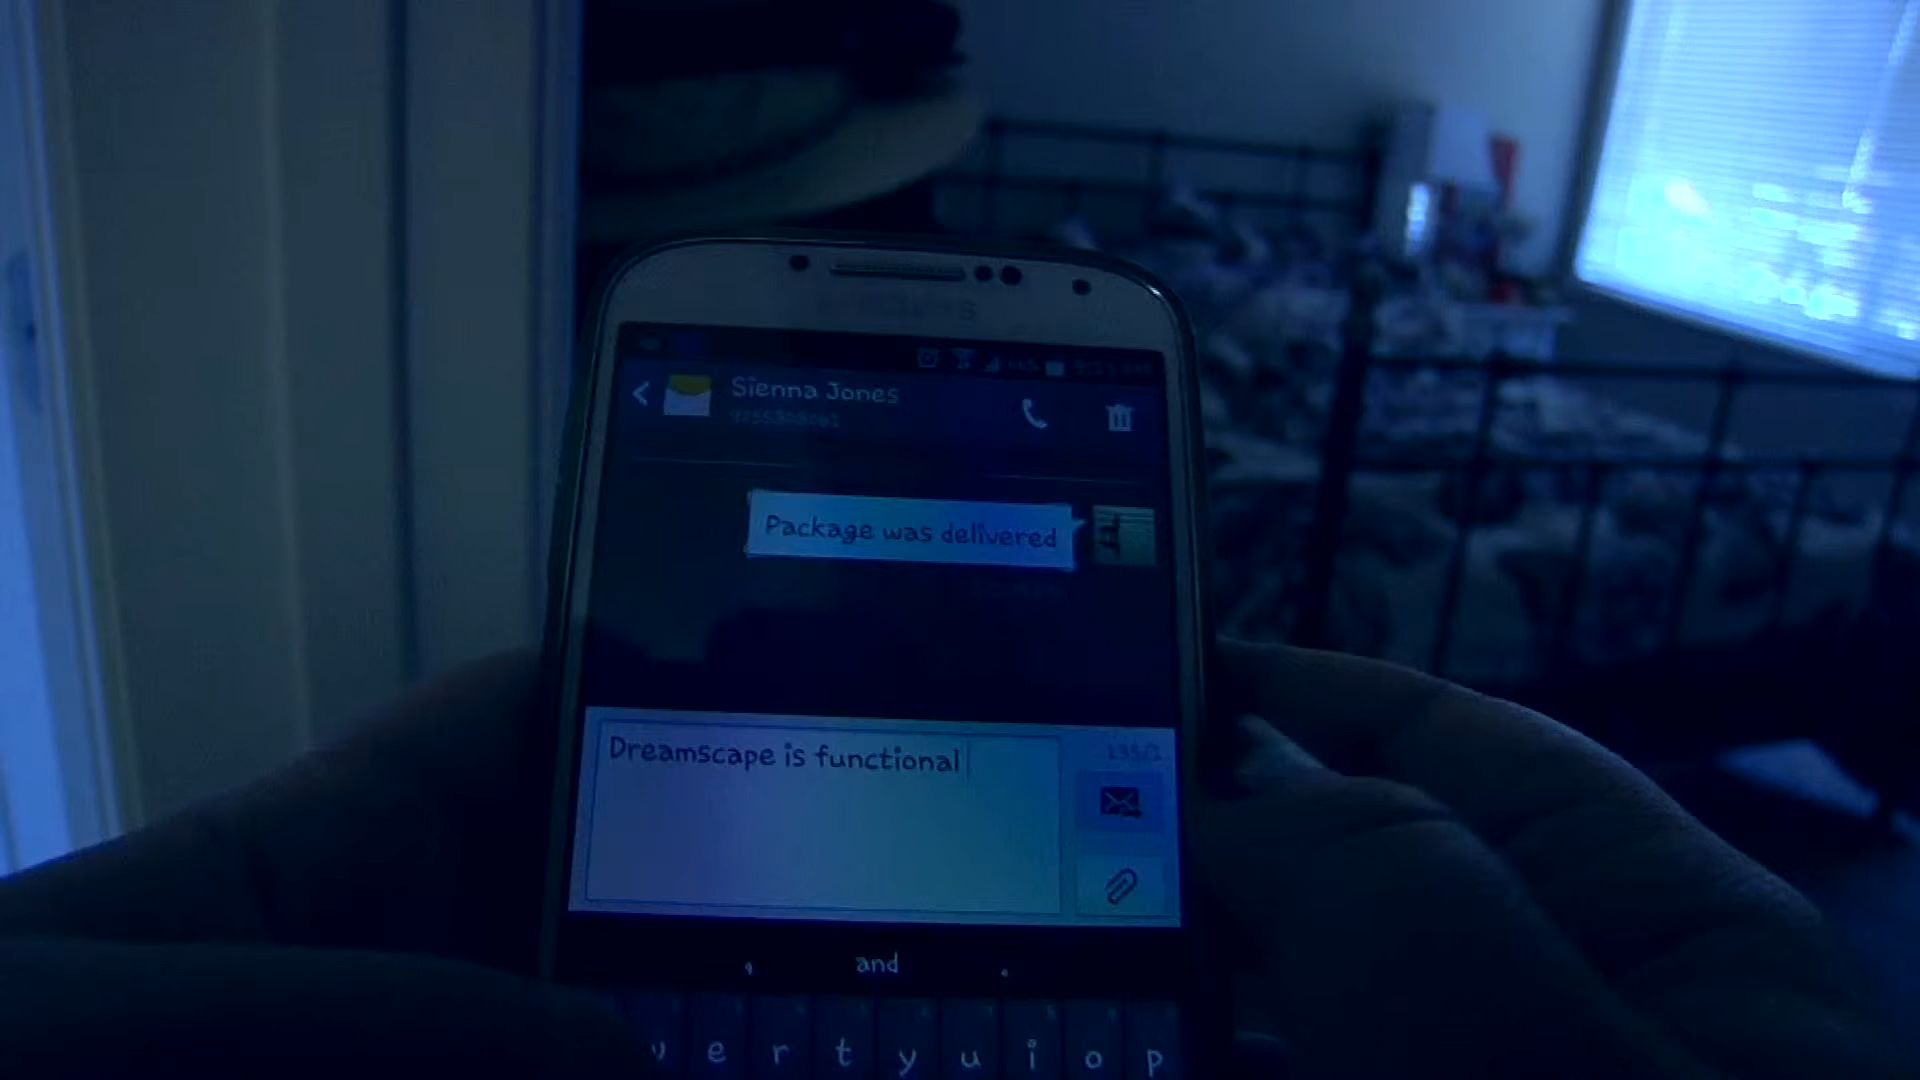 Sienna Jones
Package was delivered
Dreamscape is functional
, and .
e r t y u i o p